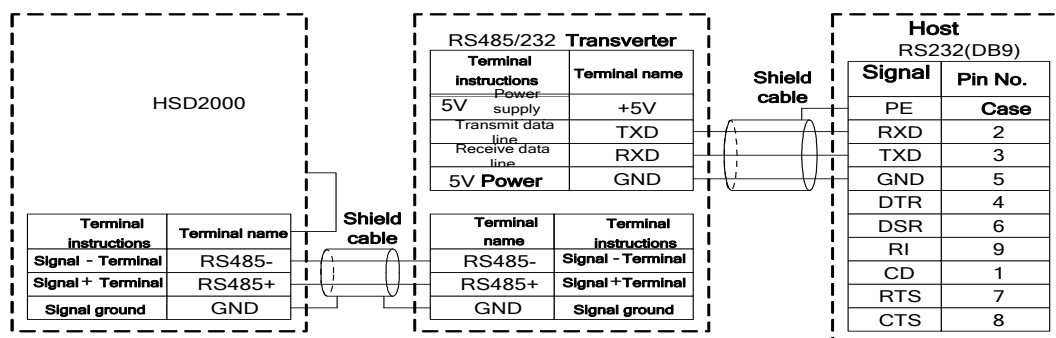 HSD2000
Terminal instructions
Terminal name
Signal - Terminal
RS485-
Signal + Terminal
RS485+
Signal ground
GND
Shield cable
RS485/232 Transverter
Terminal instructions
Terminal name
5V Power supply
+5V
Transmit data line
TXD
Receive data line
RXD
5V Power
GND
Terminal name
Terminal instructions
RS485-
Signal - Terminal
RS485+
Signal + Terminal
GND
Signal ground
Shield cable
Host
RS232(DB9)
Signal
Pin No.
PE
Case
RXD
2
TXD
3
GND
5
DTR
4
DSR
6
RI
9
CD
1
RTS
7
CTS
8